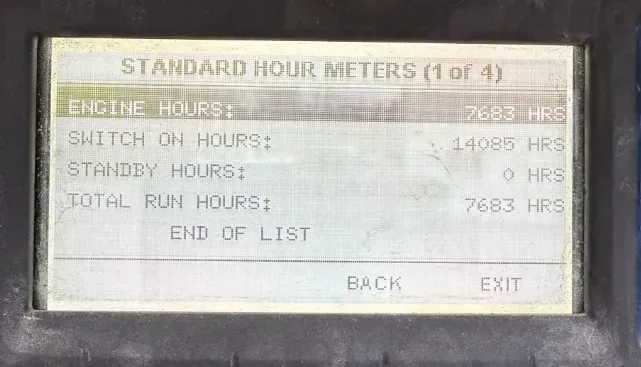 STANDARD HOUR METERS (1 of 4)
ENGINE HOURS: 7683 HRS
SWITCH ON HOURS: 14085 HRS
STANDBY HOURS: 0 HRS
TOTAL RUN HOURS: 7683 HRS
END OF LIST
BACK EXIT